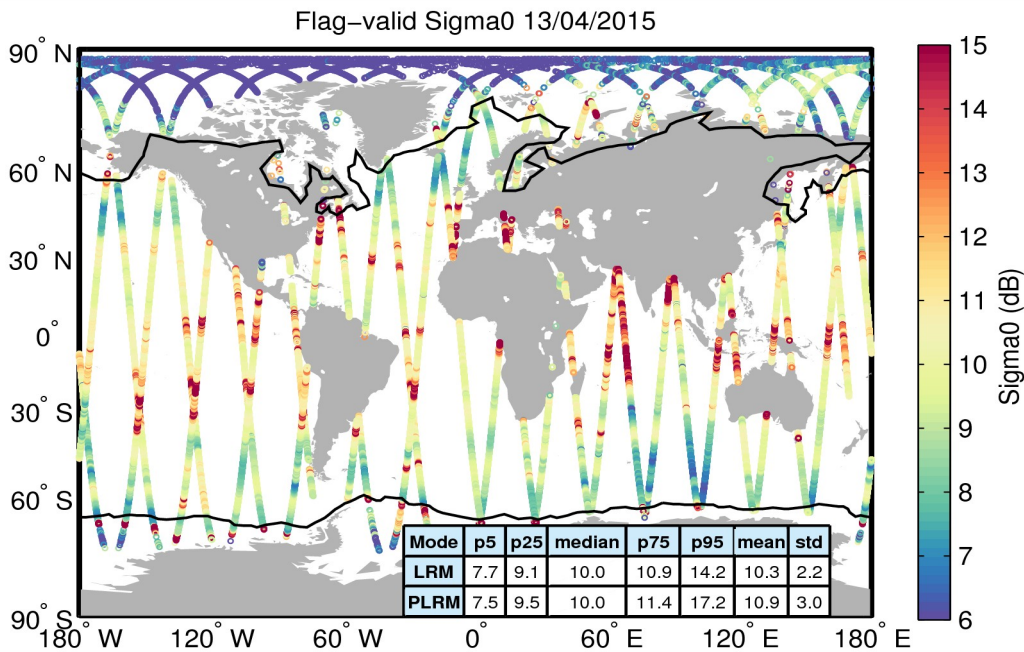 Flag−valid Sigma0 13/04/2015
90° N
60° N
30° N
0°
30° S
60° S
90° S
180° W
120° W
60° W
0°
60° E
120° E
180° E
Mode p5 p25 median p75 p95 mean std
LRM 7.7 9.1 10.0 10.9 14.2 10.3 2.2
PLRM 7.5 9.5 10.0 11.4 17.2 10.9 3.0
15
14
13
12
11
10
9
8
7
6
Sigma0 (dB)